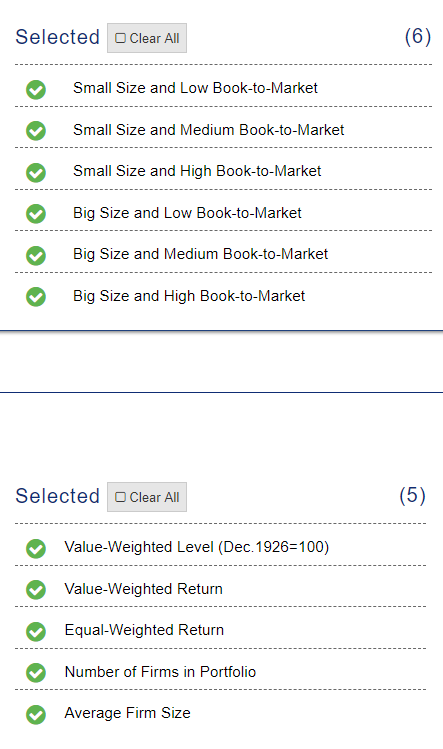 Selected Clear All (6)
Small Size and Low Book-to-Market
Small Size and Medium Book-to-Market
Small Size and High Book-to-Market
Big Size and Low Book-to-Market
Big Size and Medium Book-to-Market
Big Size and High Book-to-Market
Selected Clear All (5)
Value-Weighted Level (Dec.1926=100)
Value-Weighted Return
Equal-Weighted Return
Number of Firms in Portfolio
Average Firm Size